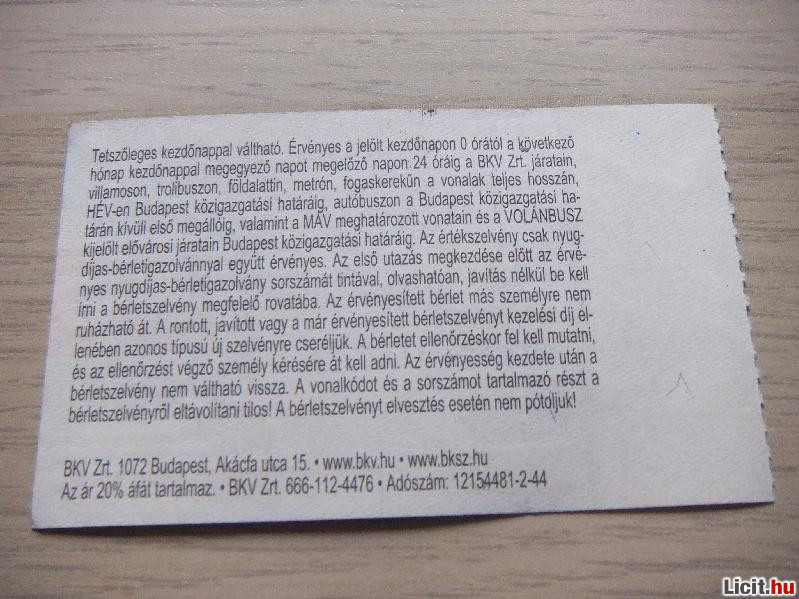 Tetszőleges kezdőnappal váltható. Érvényes a jelölt kezdőnapon 0 órától a következő
hónap kezdőnappal megegyező napot megelőző napon 24 óráig a BKV Zrt. járatain,
villamoson, trolibuszon, földalattin, metrón, fogaskerekűn a vonalak teljes hosszán,
HÉV-en Budapest közigazgatási határáig, autóbuszon a Budapest közigazgatási ha-
tárán kívüli első megállóig, valamint a MÁV meghatározott vonatain és a VOLÁNBUSZ
kijelölt elővárosi járatain Budapest közigazgatási határáig. Az értékszelvény csak nyug-
díjas-bérletigazolvánnyal együtt érvényes. Az első utazás megkezdése előtt az érvé-
nyes nyugdíjas-bérletigazolvány sorszámát tintával, olvashatóan, javítás nélkül be kell
írni a bérletszelvény megfelelő rovatába. Az érvényesített bérlet más személyre nem
ruházható át. A rontott, javított vagy a már érvényesített bérletszelvényt kezelési díj el-
lenében azonos típusú új szelvényre cseréljük. A bérletet ellenőrzéskor fel kell mutatni,
és az ellenőrzést végző személy kérésére át kell adni. Az érvényesség kezdete után a
bérletszelvény nem váltható vissza. A vonalkódot és a sorszámot tartalmazó részt a
bérletszelvényről eltávolítani tilos! A bérletszelvényt elvesztés esetén nem pótoljuk!
BKV Zrt. 1072 Budapest, Akácfa utca 15. • www.bkv.hu • www.bksz.hu
Az ár 20% áfát tartalmaz. • BKV Zrt. 666-112-4476 • Adószám: 12154481-2-44
Licit.hu